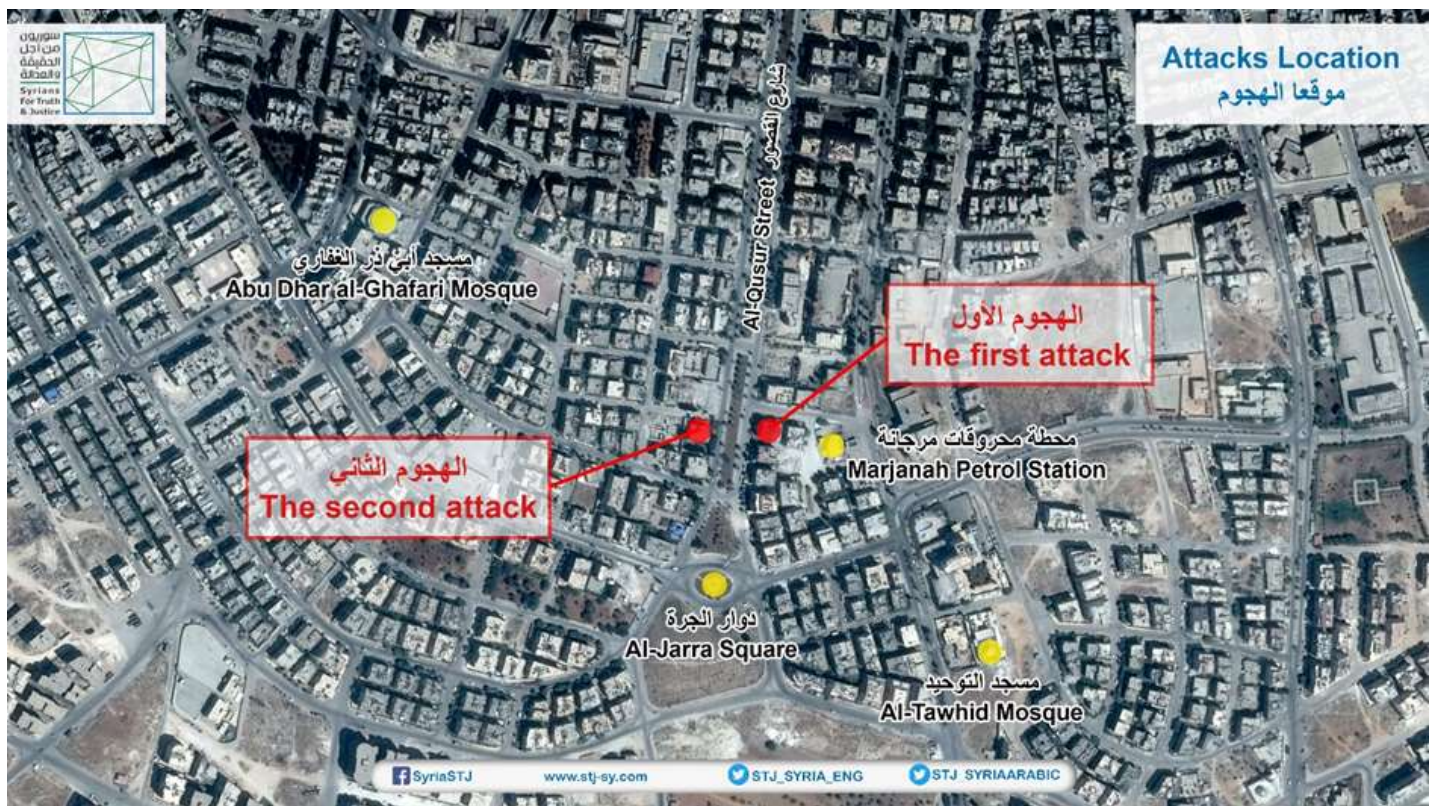 سوريون
من أجل
الحقيقة
والعدالة
Syrians
For Truth
& Justice
Attacks Location
موقعا الهجوم
شارع القصور
Al-Qusur Street
مسجد أبي ذر الغفاري
Abu Dhar al-Ghafari Mosque
الهجوم الأول
The first attack
محطة محروقات مرجانة
Marjanah Petrol Station
الهجوم الثاني
The second attack
دوار الجرة
Al-Jarra Square
مسجد التوحيد
Al-Tawhid Mosque
SyriaSTJ www.stj-sy.com STJ_SYRIA_ENG STJ_SYRIAARABIC